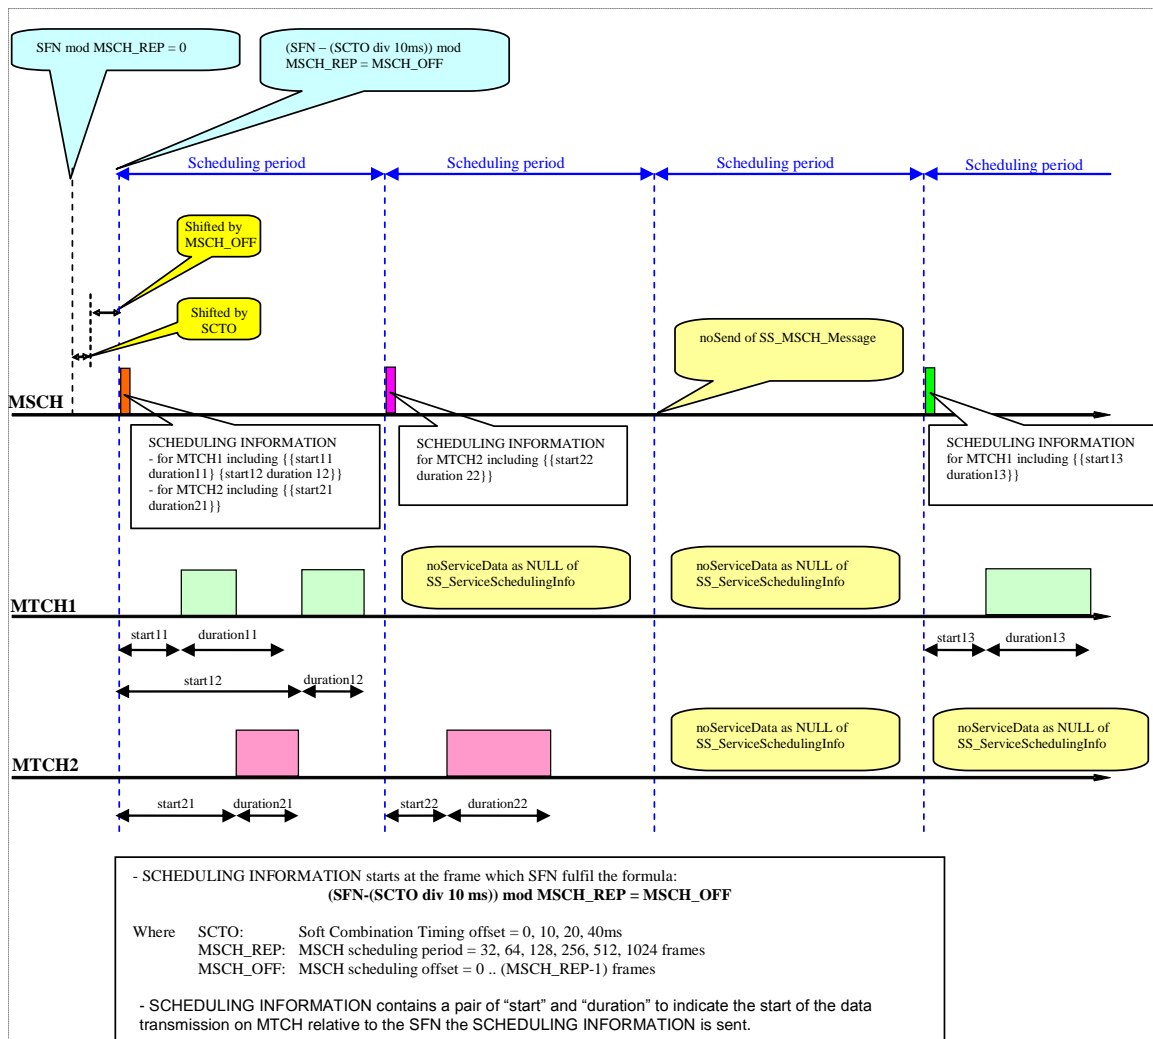 SFN mod MSCH_REP = 0
(SFN – (SCTO div 10ms)) mod
MSCH_REP = MSCH_OFF
Scheduling period
Scheduling period
Scheduling period
Scheduling period
Shifted by
MSCH_OFF
Shifted by
SCTO
noSend of SS_MSCH_Message
MSCH
SCHEDULING INFORMATION
- for MTCH1 including {{start11
duration11} {start12 duration 12}}
- for MTCH2 including {{start21
duration21}}
SCHEDULING INFORMATION
for MTCH2 including {{start22
duration 22}}
SCHEDULING INFORMATION
for MTCH1 including {{start13
duration13}}
noServiceData as NULL of
SS_ServiceSchedulingInfo
noServiceData as NULL of
SS_ServiceSchedulingInfo
MTCH1
start11
duration11
start13
duration13
start12
duration12
noServiceData as NULL of
SS_ServiceSchedulingInfo
noServiceData as NULL of
SS_ServiceSchedulingInfo
MTCH2
start21
duration21
start22
duration22
- SCHEDULING INFORMATION starts at the frame which SFN fulfil the formula:
(SFN-(SCTO div 10 ms)) mod MSCH_REP = MSCH_OFF
Where SCTO: Soft Combination Timing offset = 0, 10, 20, 40ms
MSCH_REP: MSCH scheduling period = 32, 64, 128, 256, 512, 1024 frames
MSCH_OFF: MSCH scheduling offset = 0 .. (MSCH_REP-1) frames
- SCHEDULING INFORMATION contains a pair of “start” and “duration” to indicate the start of the data
transmission on MTCH relative to the SFN the SCHEDULING INFORMATION is sent.